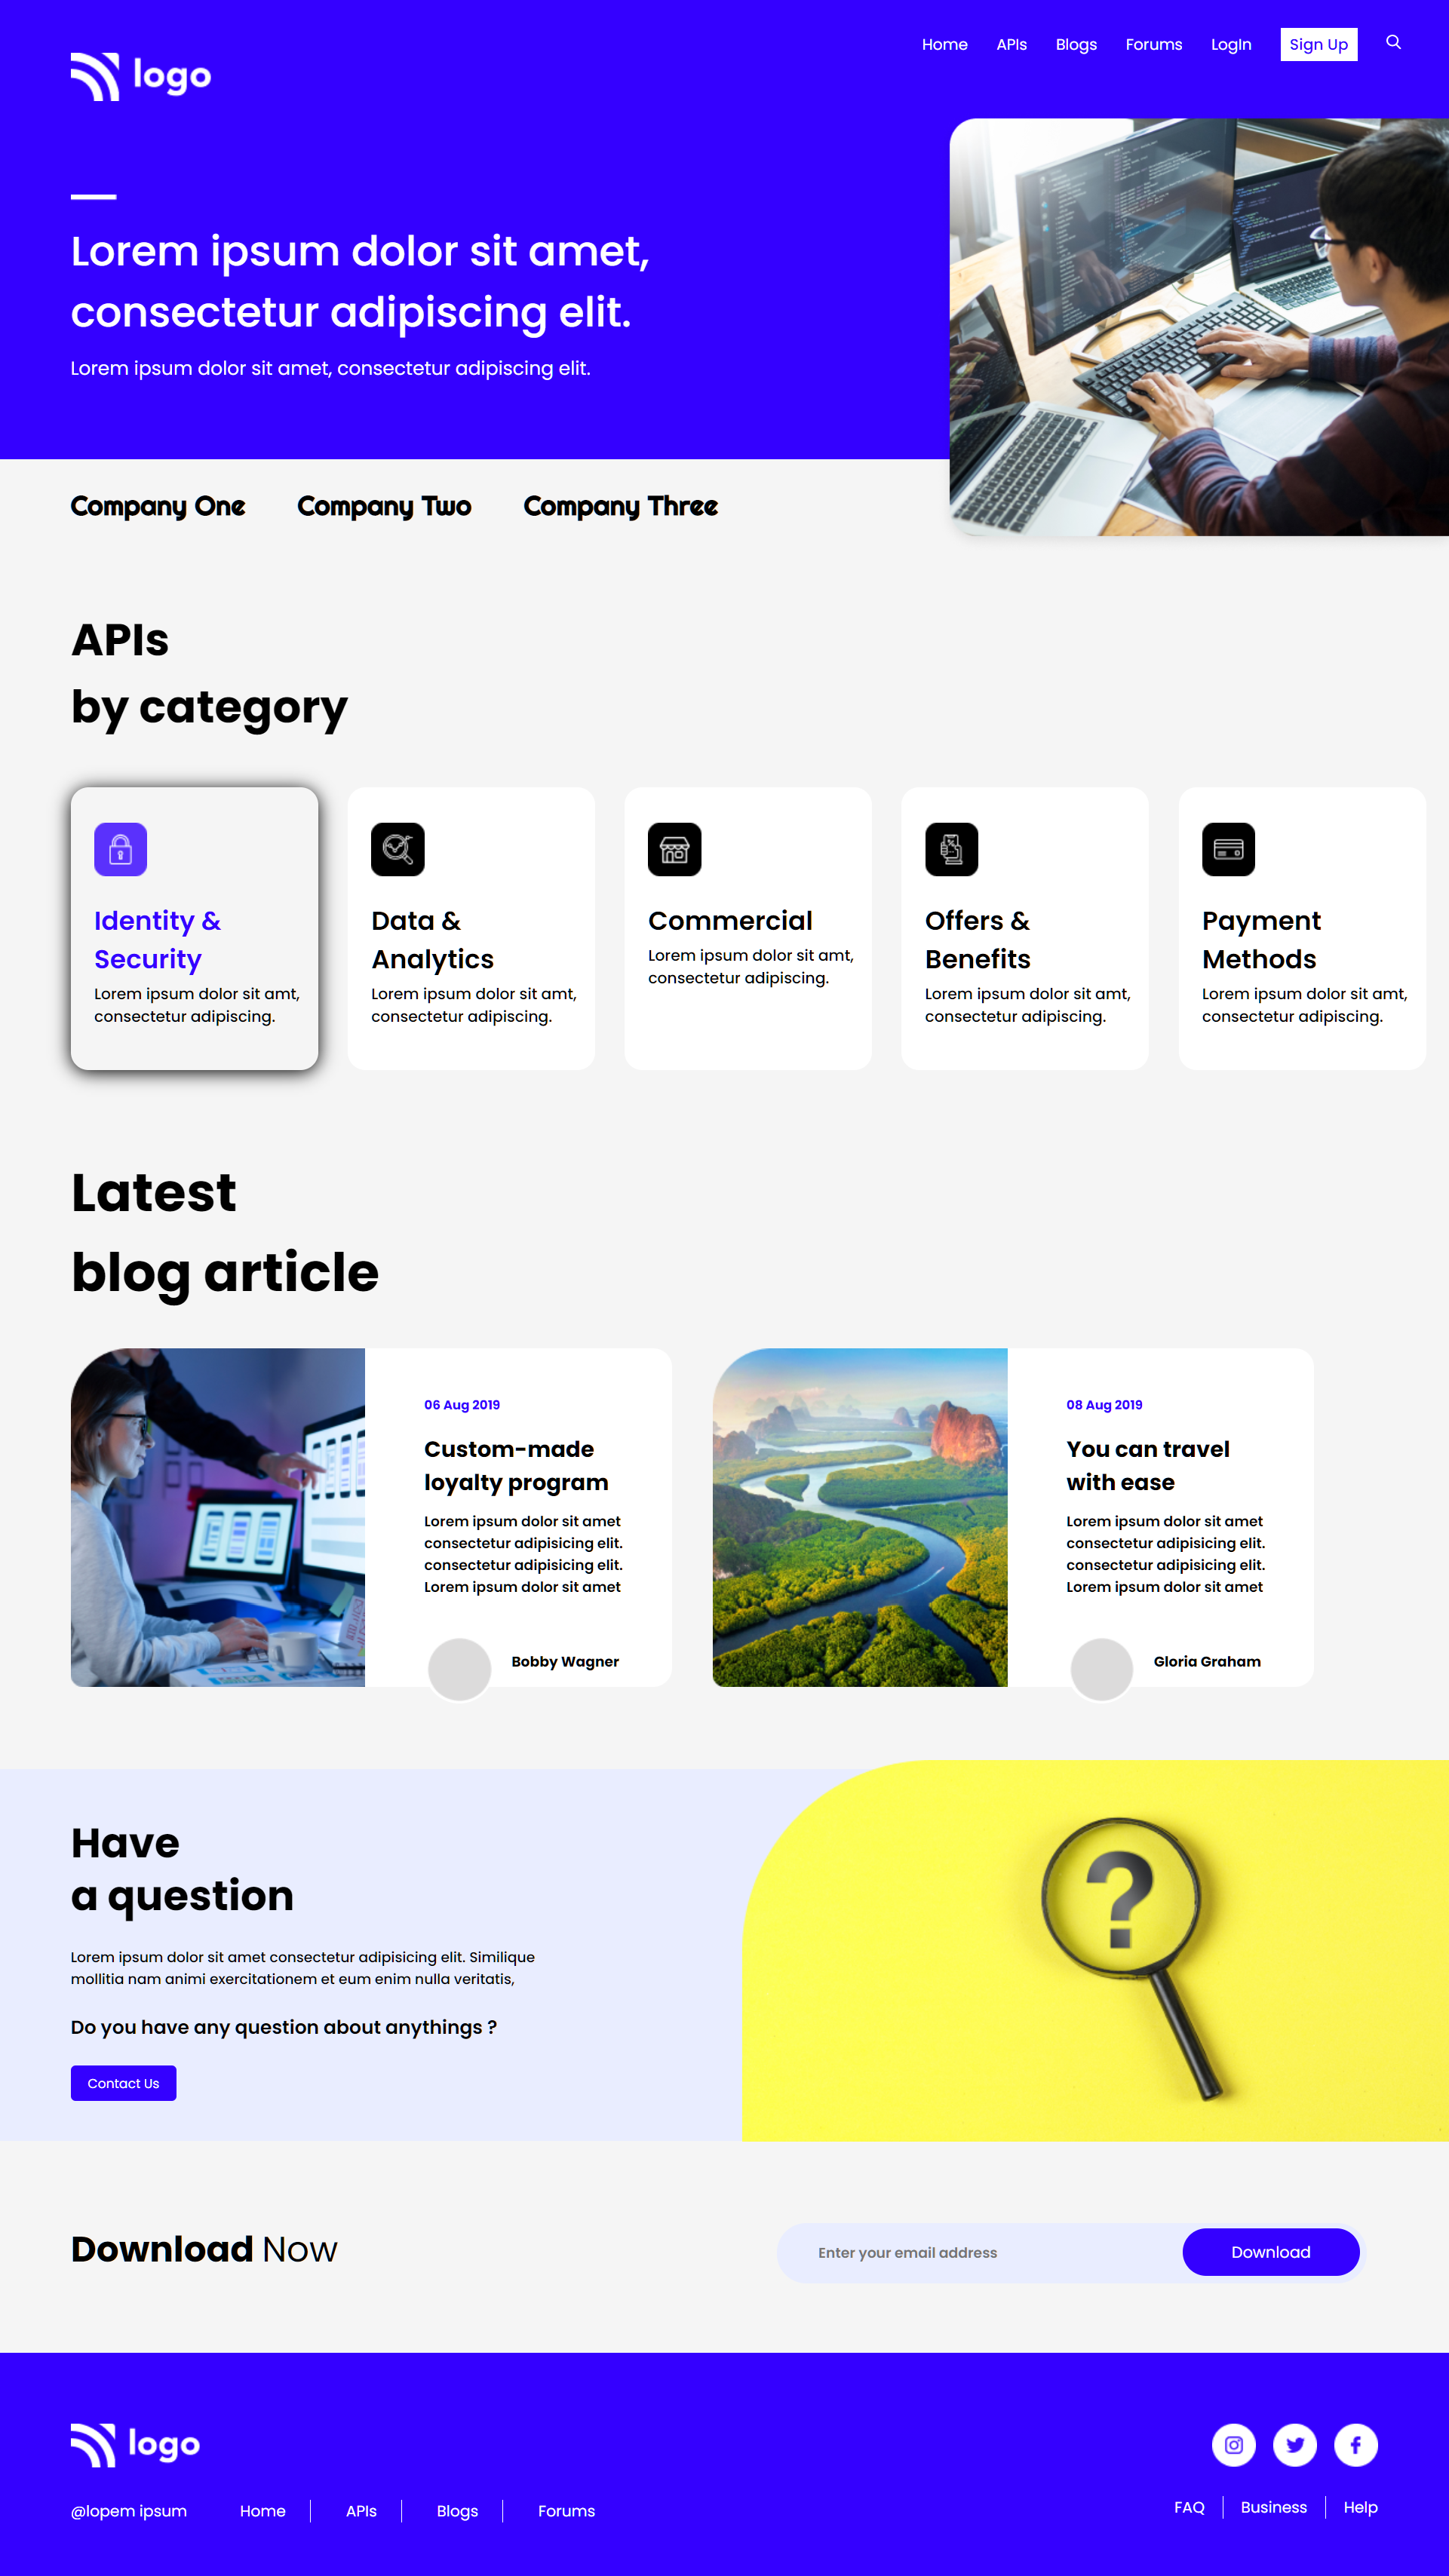 logo
Home APIs Blogs Forums LogIn Sign Up
Lorem ipsum dolor sit amet,
consectetur adipiscing elit.
Lorem ipsum dolor sit amet, consectetur adipiscing elit.
Company One Company Two Company Three
APIs
by category
Identity &
Security
Lorem ipsum dolor sit amt,
consectetur adipiscing.
Data &
Analytics
Lorem ipsum dolor sit amt,
consectetur adipiscing.
Commercial
Lorem ipsum dolor sit amt,
consectetur adipiscing.
Offers &
Benefits
Lorem ipsum dolor sit amt,
consectetur adipiscing.
Payment
Methods
Lorem ipsum dolor sit amt,
consectetur adipiscing.
Latest
blog article
06 Aug 2019
Custom-made
loyalty program
Lorem ipsum dolor sit amet
consectetur adipisicing elit.
consectetur adipisicing elit.
Lorem ipsum dolor sit amet
Bobby Wagner
08 Aug 2019
You can travel
with ease
Lorem ipsum dolor sit amet
consectetur adipisicing elit.
consectetur adipisicing elit.
Lorem ipsum dolor sit amet
Gloria Graham
Have
a question
Lorem ipsum dolor sit amet consectetur adipisicing elit. Similique
mollitia nam animi exercitationem et eum enim nulla veritatis,
Do you have any question about anythings ?
Contact Us
?
Download Now
Enter your email address
Download
logo
@lopem ipsum Home APIs Blogs Forums
FAQ Business Help